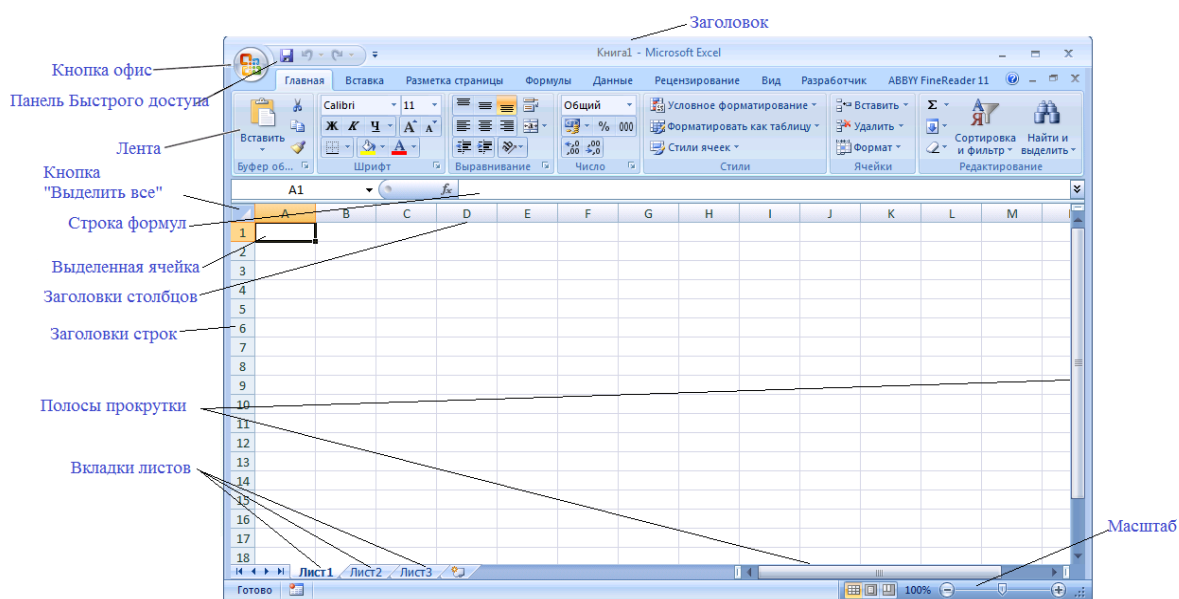 Заголовок
Книга1 - Microsoft Excel
Кнопка офис
Главная Вставка Разметка страницы Формулы Данные Рецензирование Вид Разработчик ABBYY FineReader 11
Панель Быстрого доступа
Calibri 11 Общий Условное форматирование Вставить Σ
Ж К Ч A A % 000 Форматировать как таблицу Удалить
Вставить Сортировка и фильтр Найти и выделить
A Стили ячеек Формат
Лента
Буфер об... Шрифт Выравнивание Число Стили Ячейки Редактирование
Кнопка
"Выделить все"
A1 fx
Строка формул
A B C D E F G H I J K L M
1
2
Выделенная ячейка
3
4
Заголовки столбцов
5
6
Заголовки строк
7
8
9
10
Полосы прокрутки
11
12
13
Вкладки листов
14
15
16
17
Масштаб
18
Лист1 Лист2 Лист3
Готово 100%